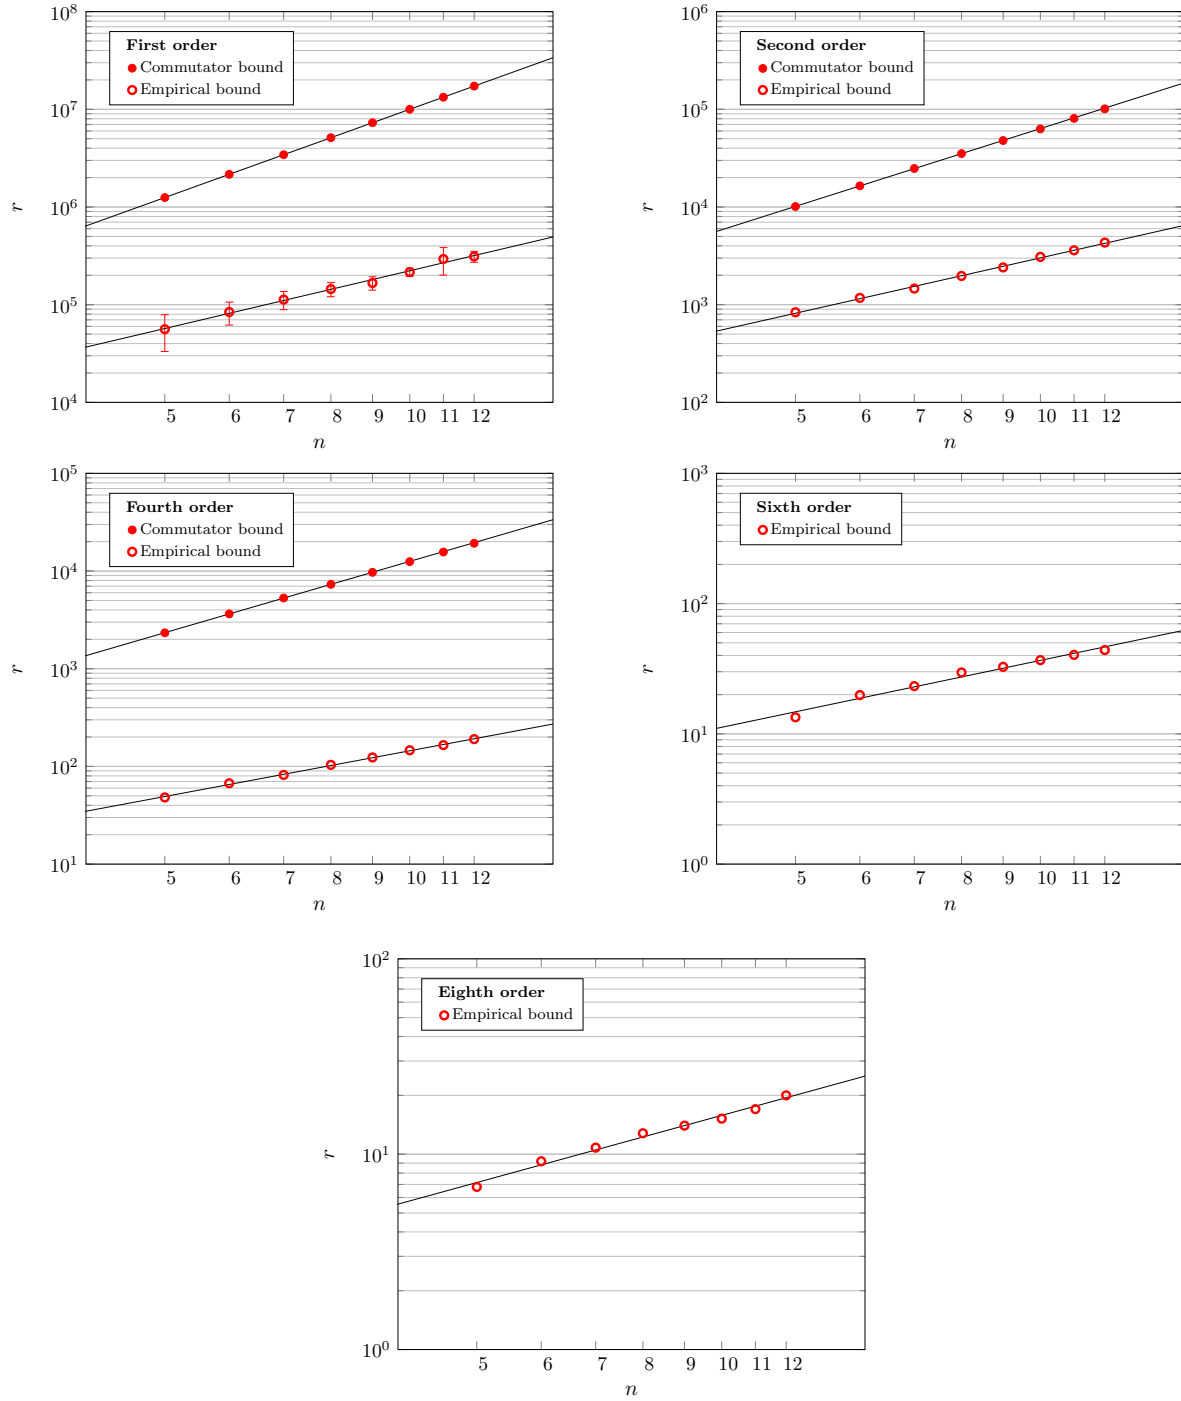 10^8
10^7
10^6
10^5
10^4
r
First order
Commutator bound
Empirical bound
5 6 7 8 9 10 11 12
n
10^6
10^5
10^4
10^3
10^2
r
Second order
Commutator bound
Empirical bound
5 6 7 8 9 10 11 12
n
10^5
10^4
10^3
10^2
10^1
r
Fourth order
Commutator bound
Empirical bound
5 6 7 8 9 10 11 12
n
10^3
10^2
10^1
10^0
r
Sixth order
Empirical bound
5 6 7 8 9 10 11 12
n
10^2
10^1
10^0
r
Eighth order
Empirical bound
5 6 7 8 9 10 11 12
n